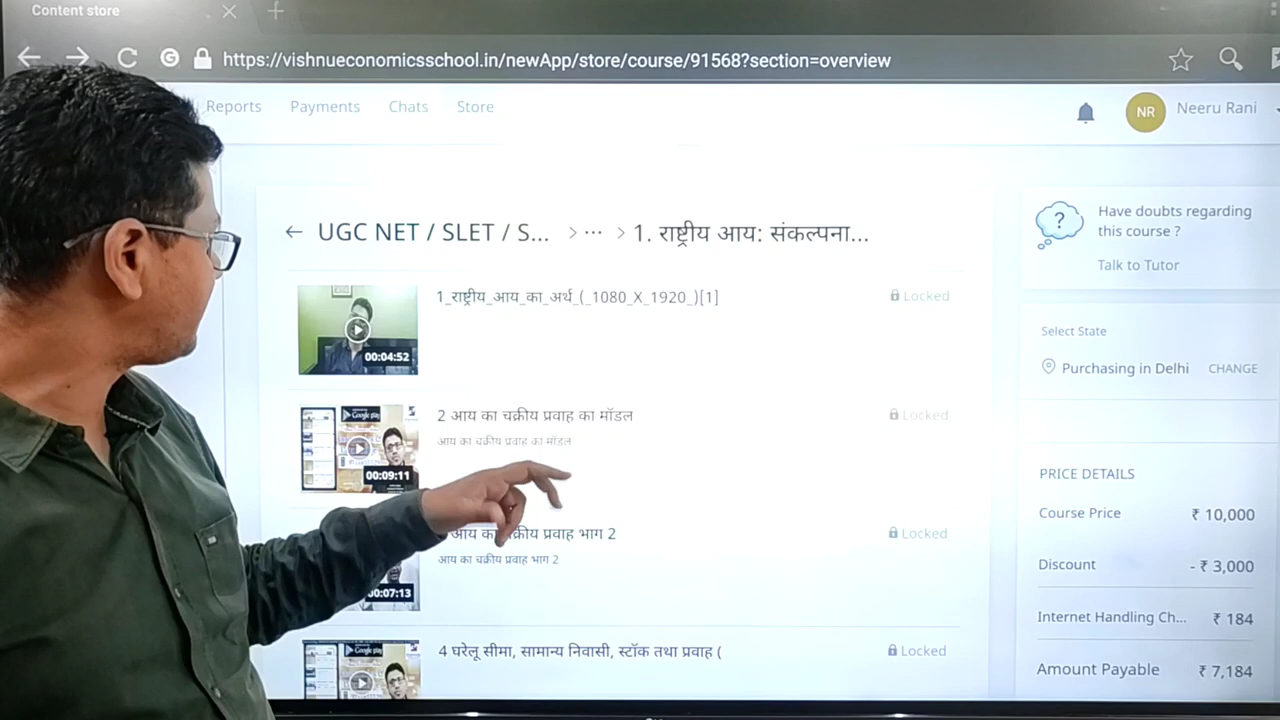 Content store
https://vishnueconomicsschool.in/newApp/store/course/91568?section=overview
Reports Payments Chats Store
NR Neeru Rani
UGC NET / SLET / S... > ... > 1. राष्ट्रीय आय: संकल्पना...
1_राष्ट्रीय_आय_का_अर्थ_(_1080_X_1920_)[1]
Locked
00:04:52
2 आय का चक्रीय प्रवाह का मॉडल
Locked
आय का चक्रीय प्रवाह का मॉडल
Google play
00:09:11
आय का चक्रीय प्रवाह भाग 2
Locked
आय का चक्रीय प्रवाह भाग 2
00:07:13
4 घरेलू सीमा, सामान्य निवासी, स्टॉक तथा प्रवाह (
Locked
Google play
Have doubts regarding
this course ?
Talk to Tutor
Select State
Purchasing in Delhi CHANGE
PRICE DETAILS
Course Price ₹ 10,000
Discount - ₹ 3,000
Internet Handling Ch... ₹ 184
Amount Payable ₹ 7,184